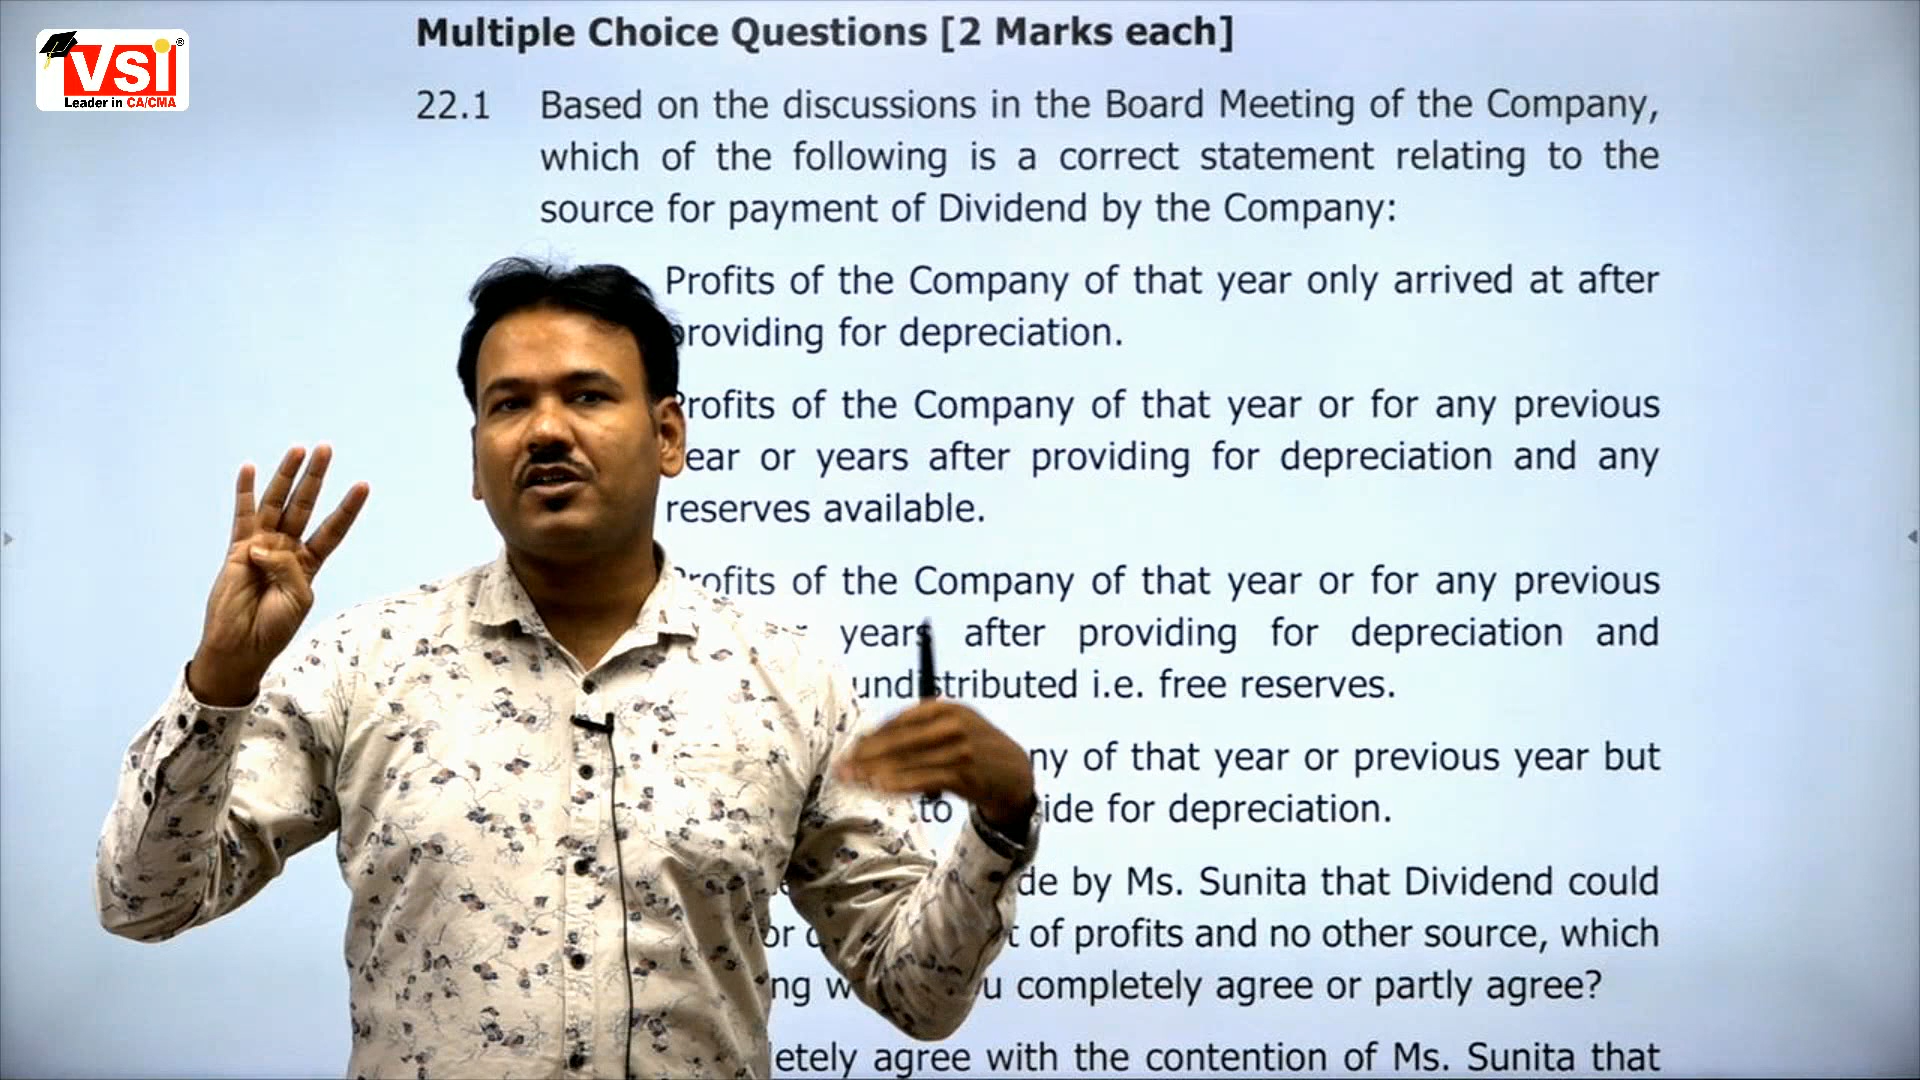 VSI
Leader in CA/CMA
Multiple Choice Questions [2 Marks each]
22.1 Based on the discussions in the Board Meeting of the Company,
which of the following is a correct statement relating to the
source for payment of Dividend by the Company:
Profits of the Company of that year only arrived at after
providing for depreciation.
Profits of the Company of that year or for any previous
year or years after providing for depreciation and any
reserves available.
Profits of the Company of that year or for any previous
years after providing for depreciation and
undistributed i.e. free reserves.
of that year or previous year but
to for depreciation.
by Ms. Sunita that Dividend could
of profits and no other source, which
completely agree or partly agree?
agree with the contention of Ms. Sunita that